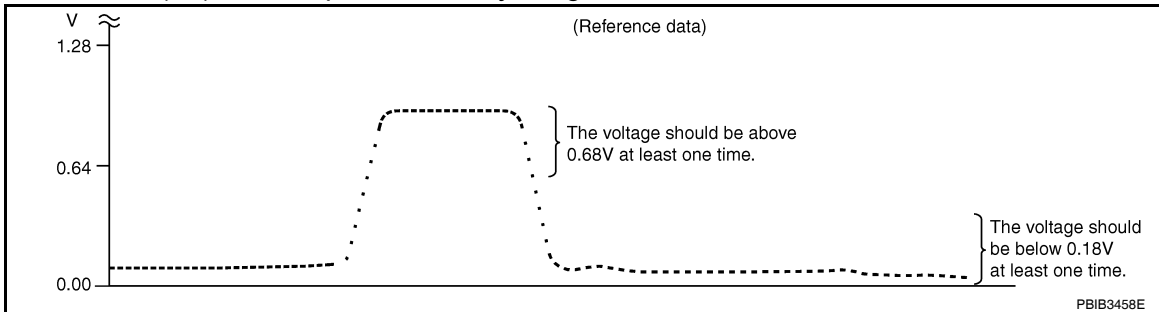 V
(Reference data)
1.28
The voltage should be above
0.68V at least one time.
0.64
The voltage should
be below 0.18V
at least one time.
0.00
PBIB3458E